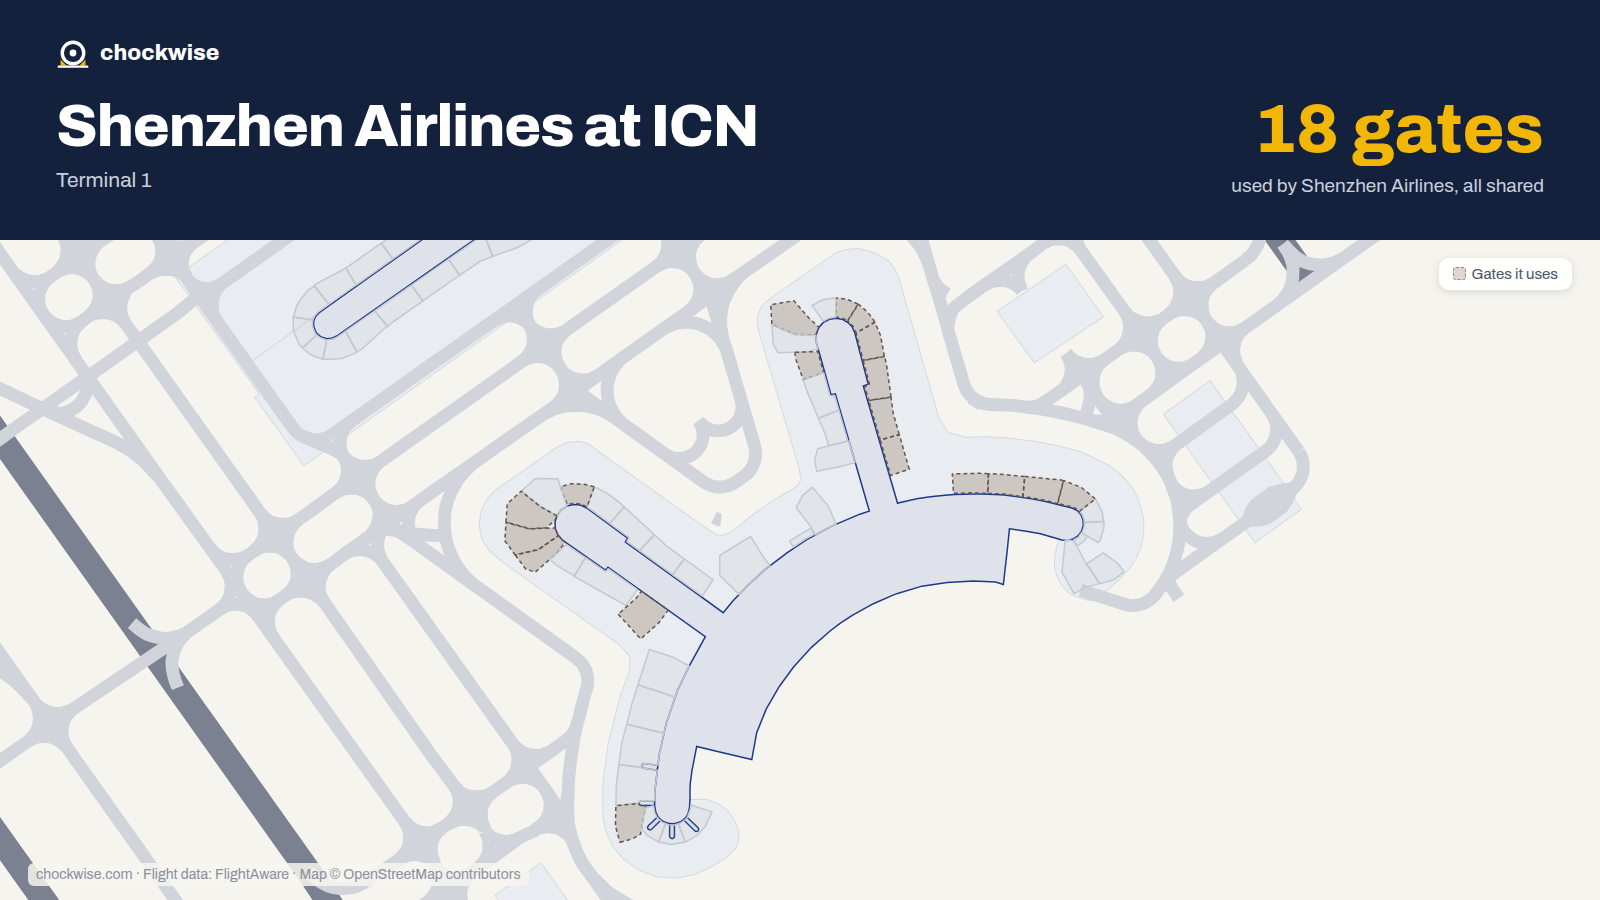 chockwise
Shenzhen Airlines at ICN
Terminal 1
18 gates
used by Shenzhen Airlines, all shared
Gates it uses
chockwise.com · Flight data: FlightAware · Map © OpenStreetMap contributors